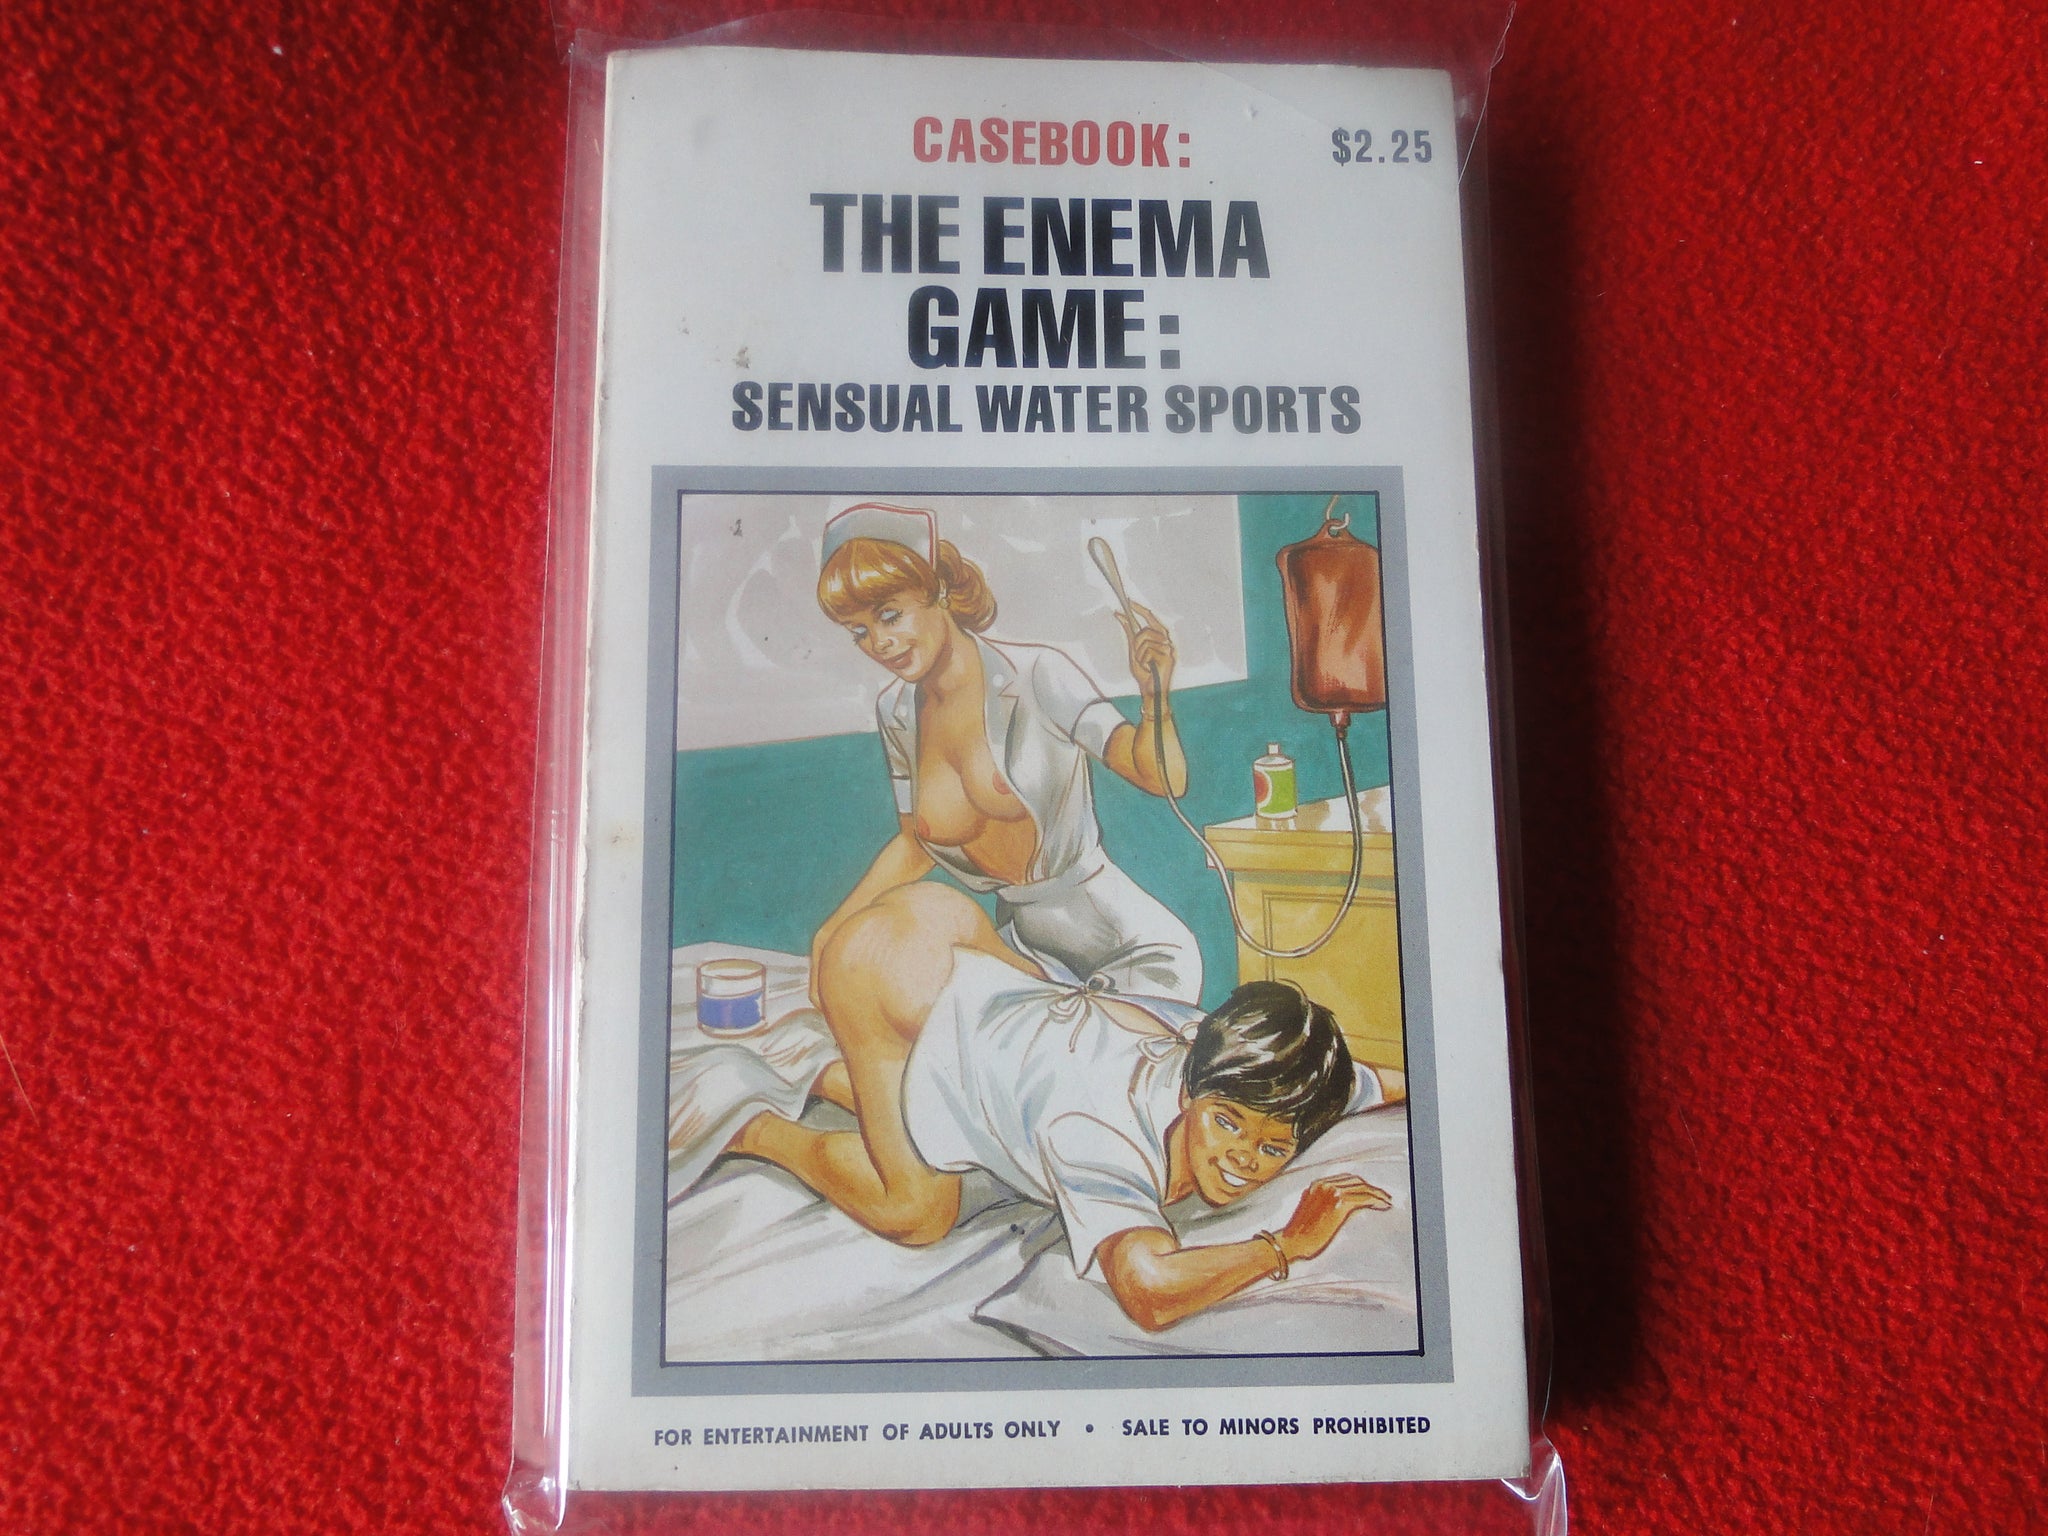 CASEBOOK:
$2.25
THE ENEMA
GAME:
SENSUAL WATER SPORTS
FOR ENTERTAINMENT OF ADULTS ONLY • SALE TO MINORS PROHIBITED